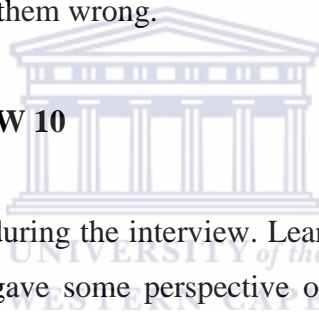 them wrong.
W 10
during the interview. Lear
UNIVERSITY of the
gave some perspective o
WESTERN CAPE